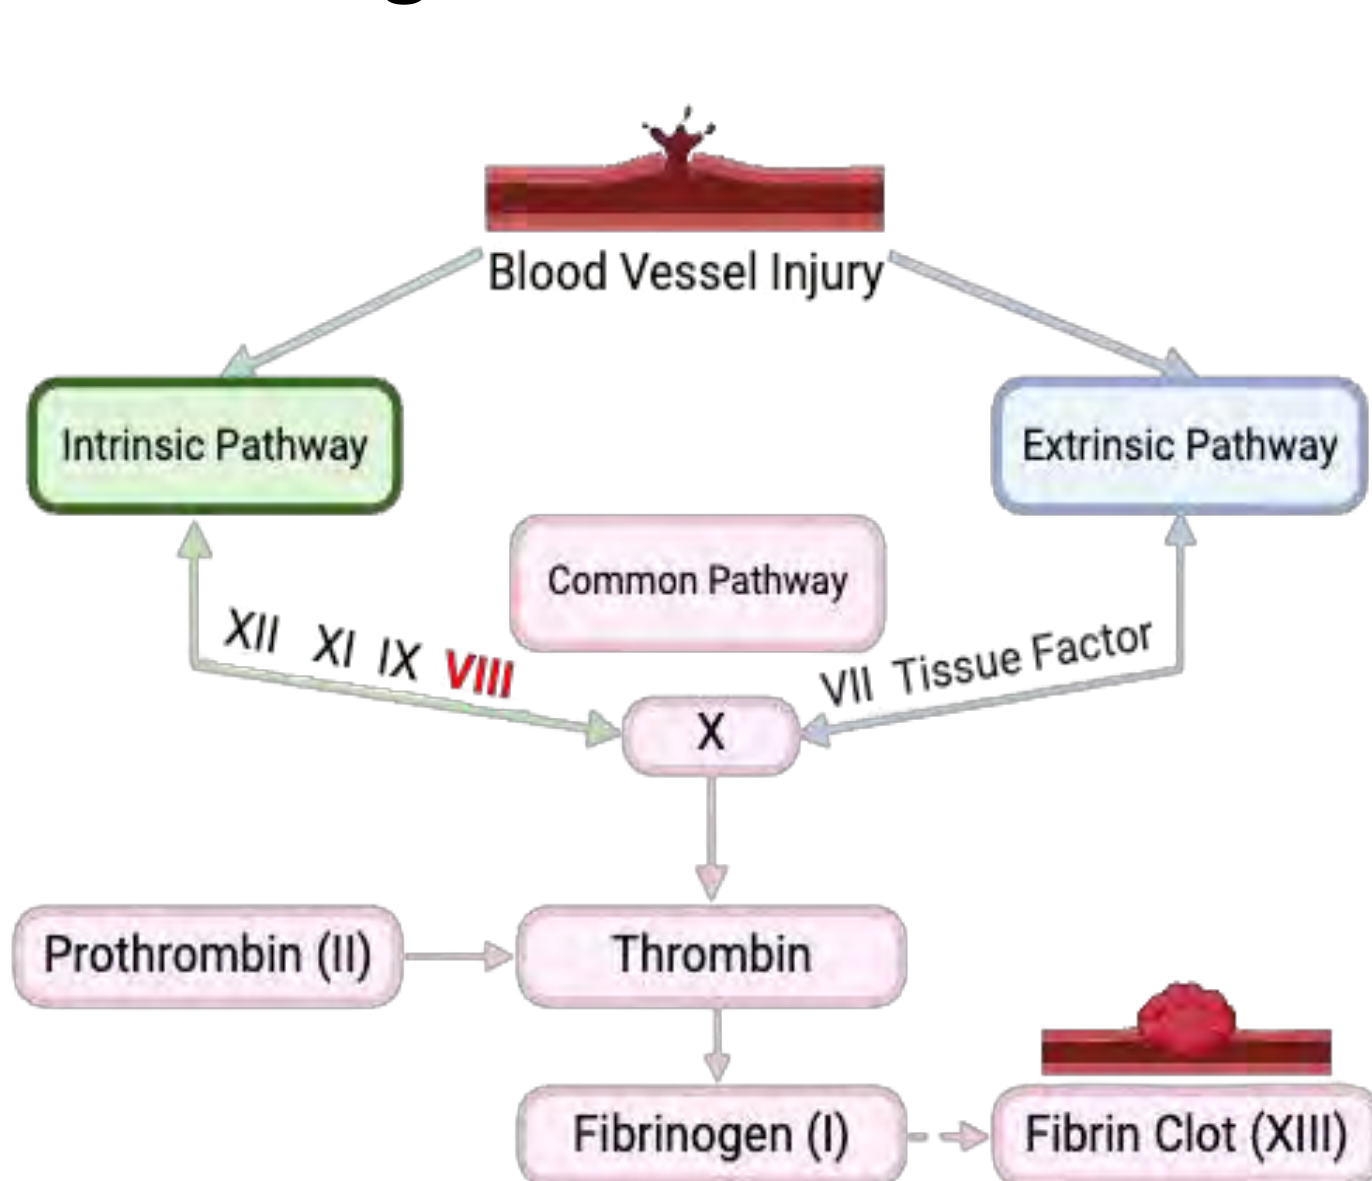 Blood Vessel Injury
Intrinsic Pathway
Extrinsic Pathway
Common Pathway
XII XI IX VIII
VII Tissue Factor
X
Prothrombin (II)
Thrombin
Fibrinogen (I)
Fibrin Clot (XIII)